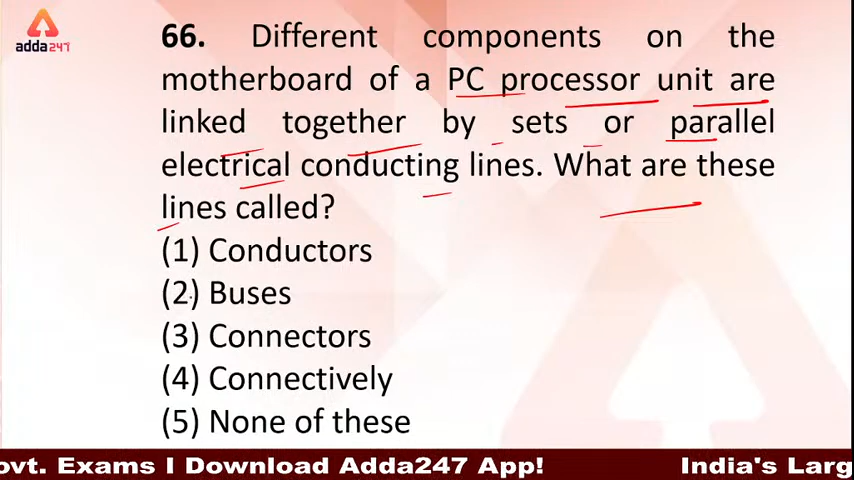 adda247
66. Different components on the
motherboard of a PC processor unit are
linked together by sets or parallel
electrical conducting lines. What are these
lines called?
(1) Conductors
(2) Buses
(3) Connectors
(4) Connectively
(5) None of these
ovt. Exams I Download Adda247 App! India's Larg